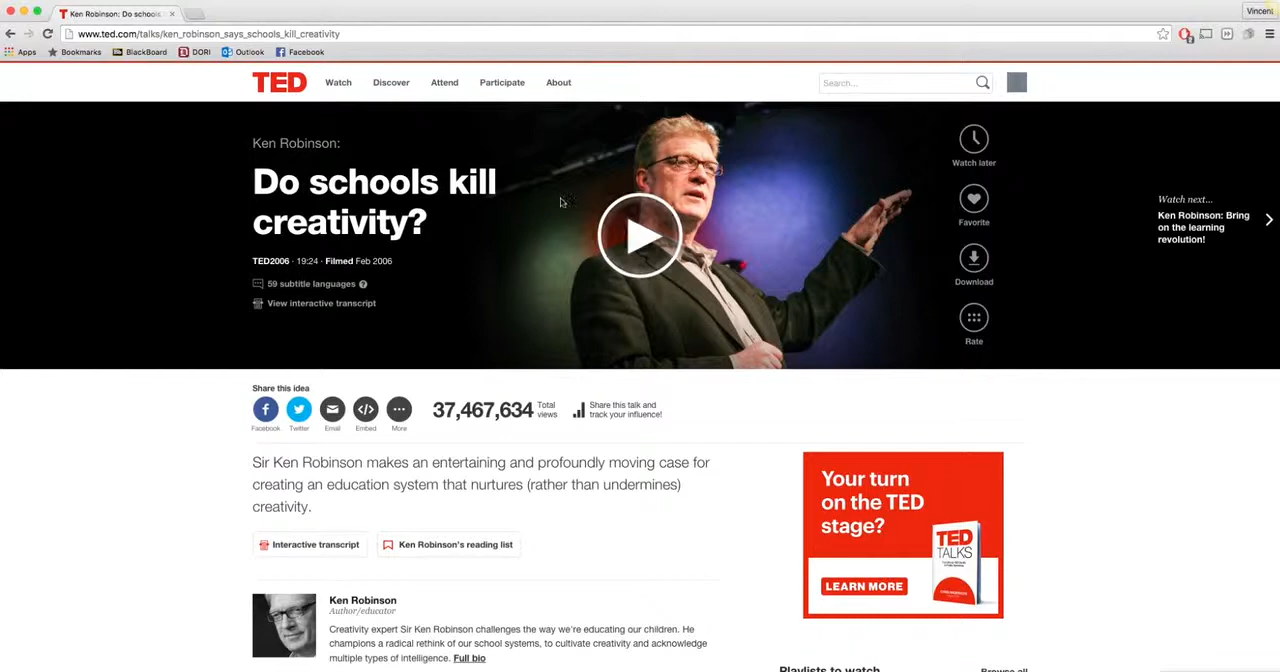 Ken Robinson: Do schools
Vincent
www.ted.com/talks/ken_robinson_says_schools_kill_creativity
Apps Bookmarks BlackBoard DORI Outlook Facebook
TED Watch Discover Attend Participate About Search...
Ken Robinson:
Do schools kill
creativity?
TED2006 · 19:24 · Filmed Feb 2006
59 subtitle languages ?
View interactive transcript
Watch later
Favorite
Download
Rate
Watch next...
Ken Robinson: Bring
on the learning
revolution!
Share this idea
Facebook Twitter Email Embed More
37,467,634 Total
views
Share this talk and
track your influence!
Sir Ken Robinson makes an entertaining and profoundly moving case for
creating an education system that nurtures (rather than undermines)
creativity.
Interactive transcript Ken Robinson's reading list
Your turn
on the TED
stage?
TED
TALKS
LEARN MORE
Ken Robinson
Author/educator
Creativity expert Sir Ken Robinson challenges the way we're educating our children. He
champions a radical rethink of our school systems, to cultivate creativity and acknowledge
multiple types of intelligence. Full bio
Playlists to watch Browse all